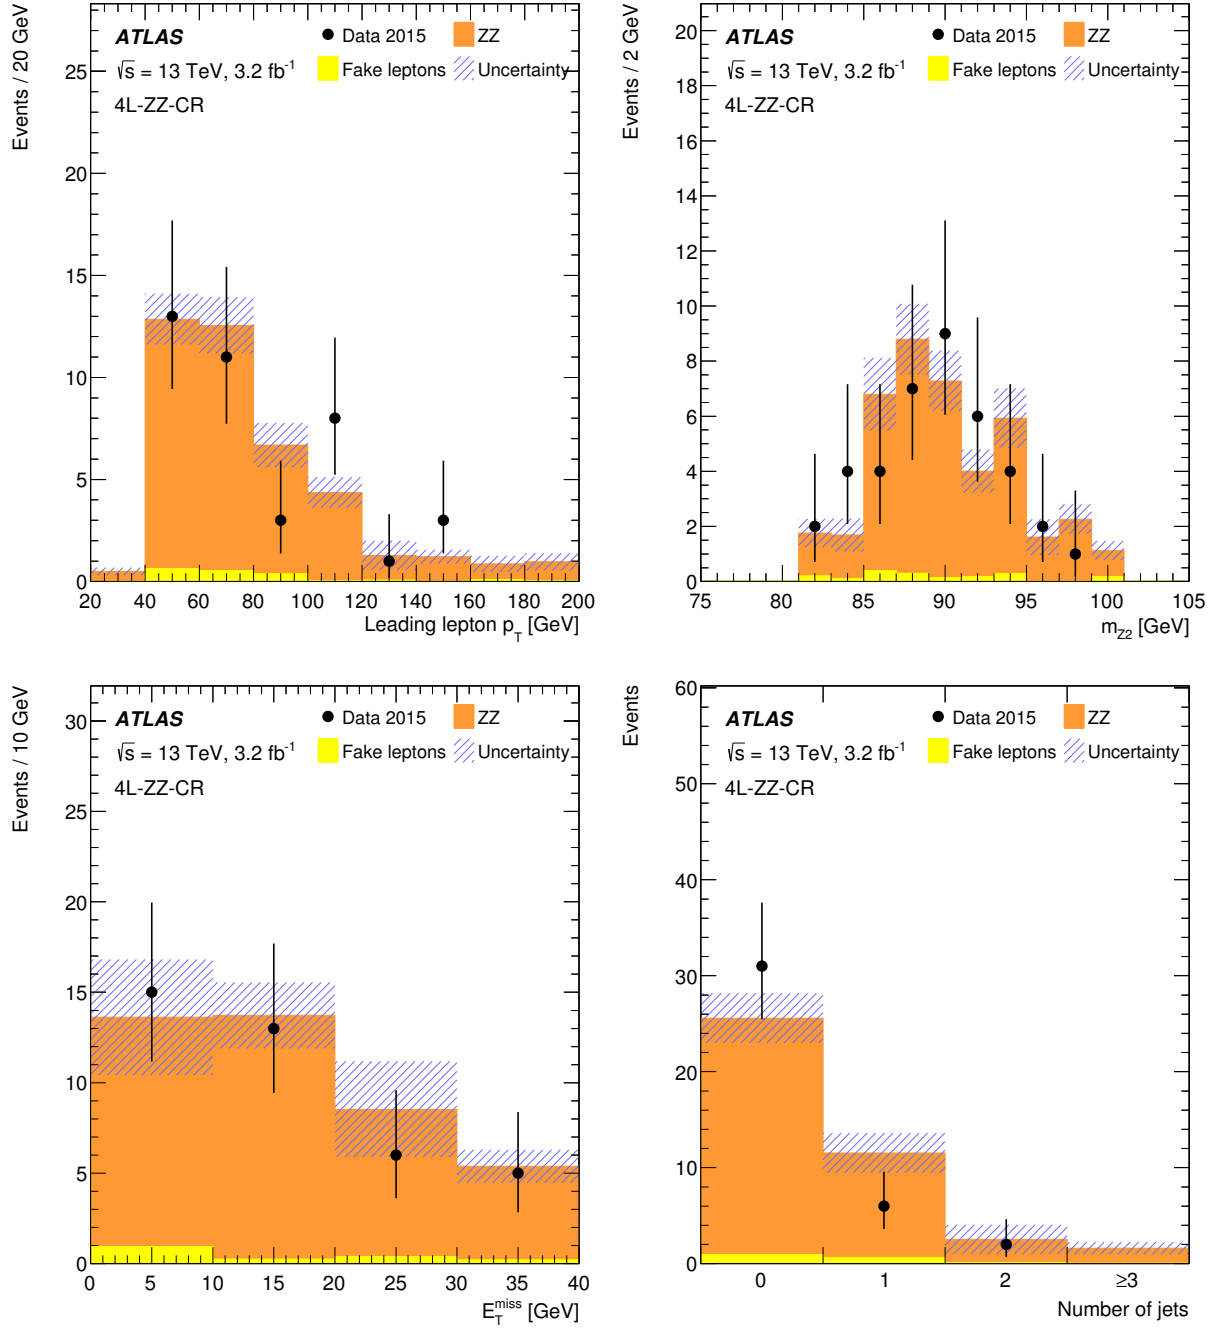 Events / 20 GeV
ATLAS
Data 2015
ZZ
√s = 13 TeV, 3.2 fb⁻¹
Fake leptons
Uncertainty
4L-ZZ-CR
25
20
15
10
5
0
20 40 60 80 100 120 140 160 180 200
Leading lepton p_T [GeV]
Events / 2 GeV
ATLAS
Data 2015
ZZ
√s = 13 TeV, 3.2 fb⁻¹
Fake leptons
Uncertainty
4L-ZZ-CR
20
18
16
14
12
10
8
6
4
2
0
75 80 85 90 95 100 105
m_Z2 [GeV]
Events / 10 GeV
ATLAS
Data 2015
ZZ
√s = 13 TeV, 3.2 fb⁻¹
Fake leptons
Uncertainty
4L-ZZ-CR
30
25
20
15
10
5
0
0 5 10 15 20 25 30 35 40
E_T^miss [GeV]
Events
ATLAS
Data 2015
ZZ
√s = 13 TeV, 3.2 fb⁻¹
Fake leptons
Uncertainty
4L-ZZ-CR
60
50
40
30
20
10
0
0 1 2 ≥3
Number of jets